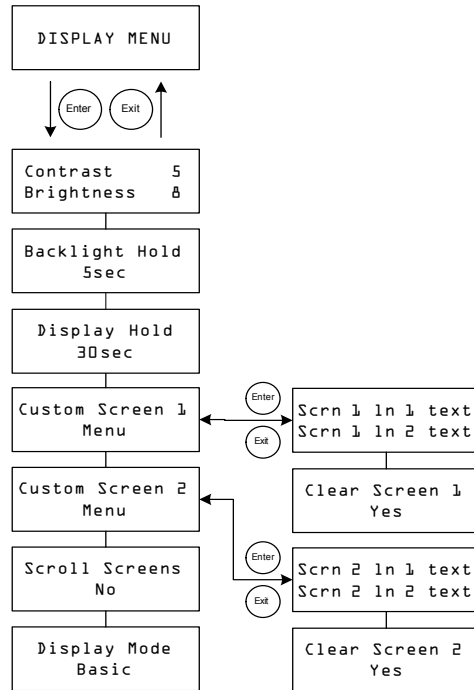 DISPLAY MENU
Enter Exit
Contrast 5
Brightness 8
Backlight Hold
5sec
Display Hold
30sec
Custom Screen 1
Menu
Enter
Exit
Scrn 1 ln 1 text
Scrn 1 ln 2 text
Clear Screen 1
Yes
Custom Screen 2
Menu
Enter
Exit
Scrn 2 ln 1 text
Scrn 2 ln 2 text
Clear Screen 2
Yes
Scroll Screens
No
Display Mode
Basic